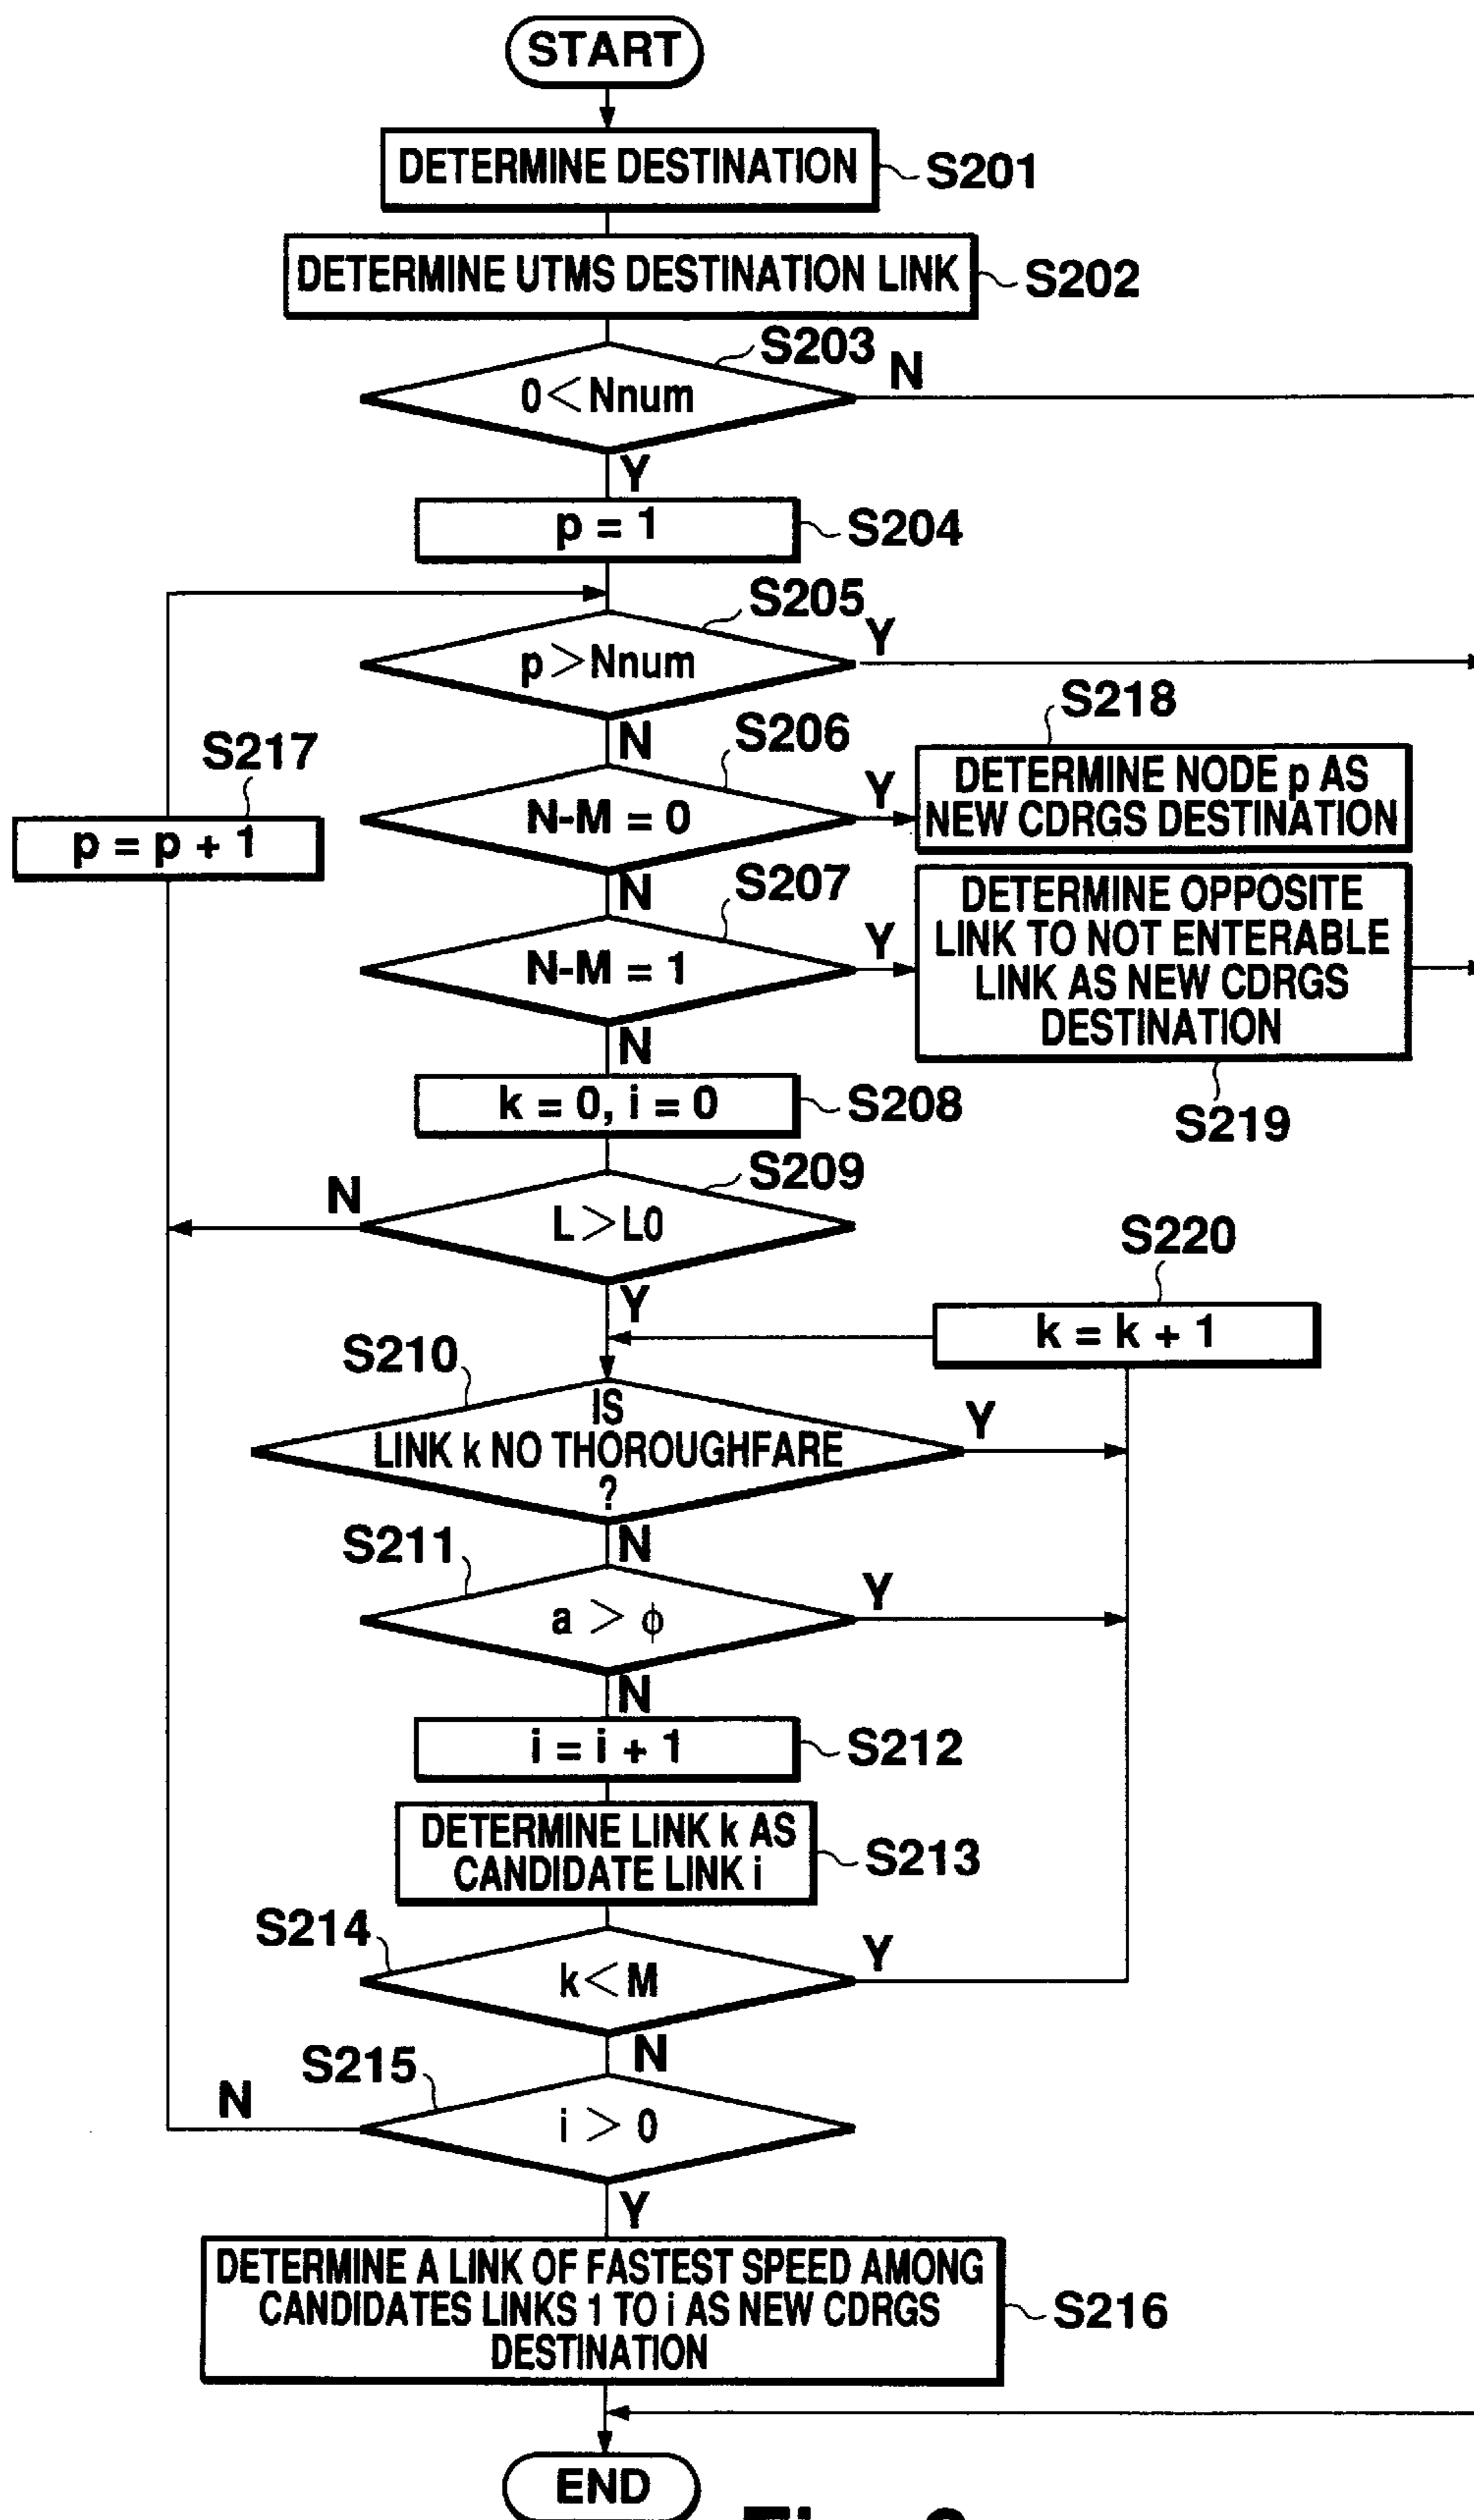 START
DETERMINE DESTINATION
S201
DETERMINE UTMS DESTINATION LINK
S202
S203
0<Nnum
N
Y
p = 1
S204
S205
p>Nnum
Y
N
S218
DETERMINE NODE p AS
NEW CDRGS DESTINATION
S206
N-M = 0
Y
N
S217
p = p + 1
S207
N-M = 1
Y
N
DETERMINE OPPOSITE
LINK TO NOT ENTERABLE
LINK AS NEW CDRGS
DESTINATION
S219
k = 0, i = 0
S208
S209
L>L0
N
Y
S220
k = k + 1
S210
IS
LINK k NO THOROUGHFARE
?
Y
N
S211
a > ϕ
Y
N
i = i + 1
S212
DETERMINE LINK k AS
CANDIDATE LINK i
S213
S214
k<M
Y
N
S215
i > 0
N
Y
DETERMINE A LINK OF FASTEST SPEED AMONG
CANDIDATES LINKS 1 TO i AS NEW CDRGS
DESTINATION
S216
END